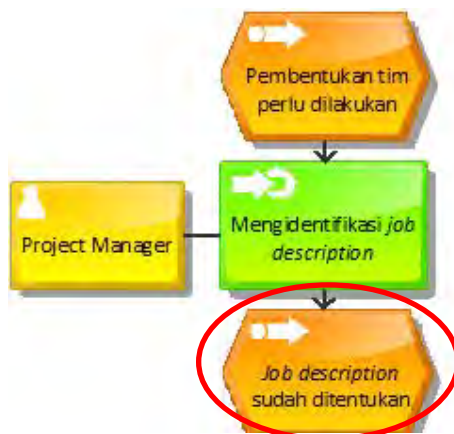 Pembentukan tim
perlu dilakukan
Project Manager
Mengidentifikasi job
description
Job description
sudah ditentukan